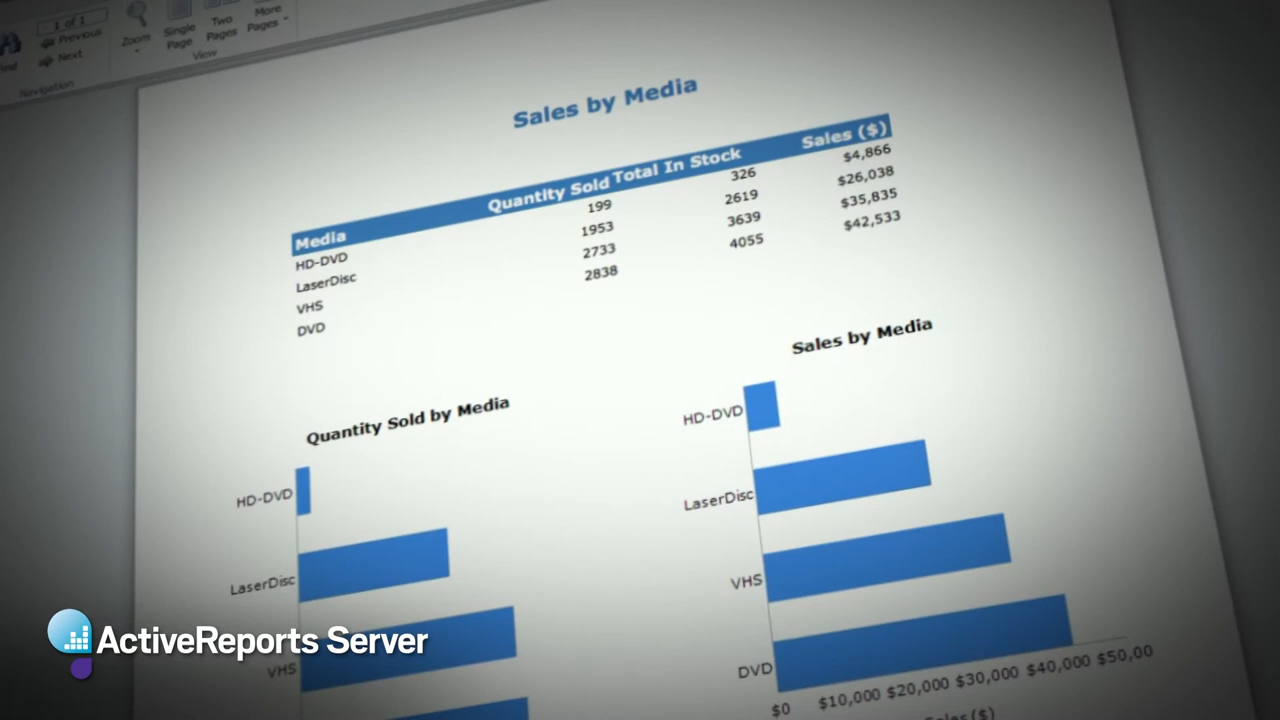 1 of 1
Previous
Next
Navigation
Zoom
Single Page
Two Pages
More Pages
View
Sales by Media
Media Quantity Sold Total In Stock Sales ($)
HD-DVD 199 326 $4,866
LaserDisc 1953 2619 $26,038
VHS 2733 3639 $35,835
DVD 2838 4055 $42,533
Quantity Sold by Media
HD-DVD
LaserDisc
VHS
Sales by Media
HD-DVD
LaserDisc
VHS
DVD
$0 $10,000 $20,000 $30,000 $40,000 $50,00
Sales ($)
ActiveReports Server